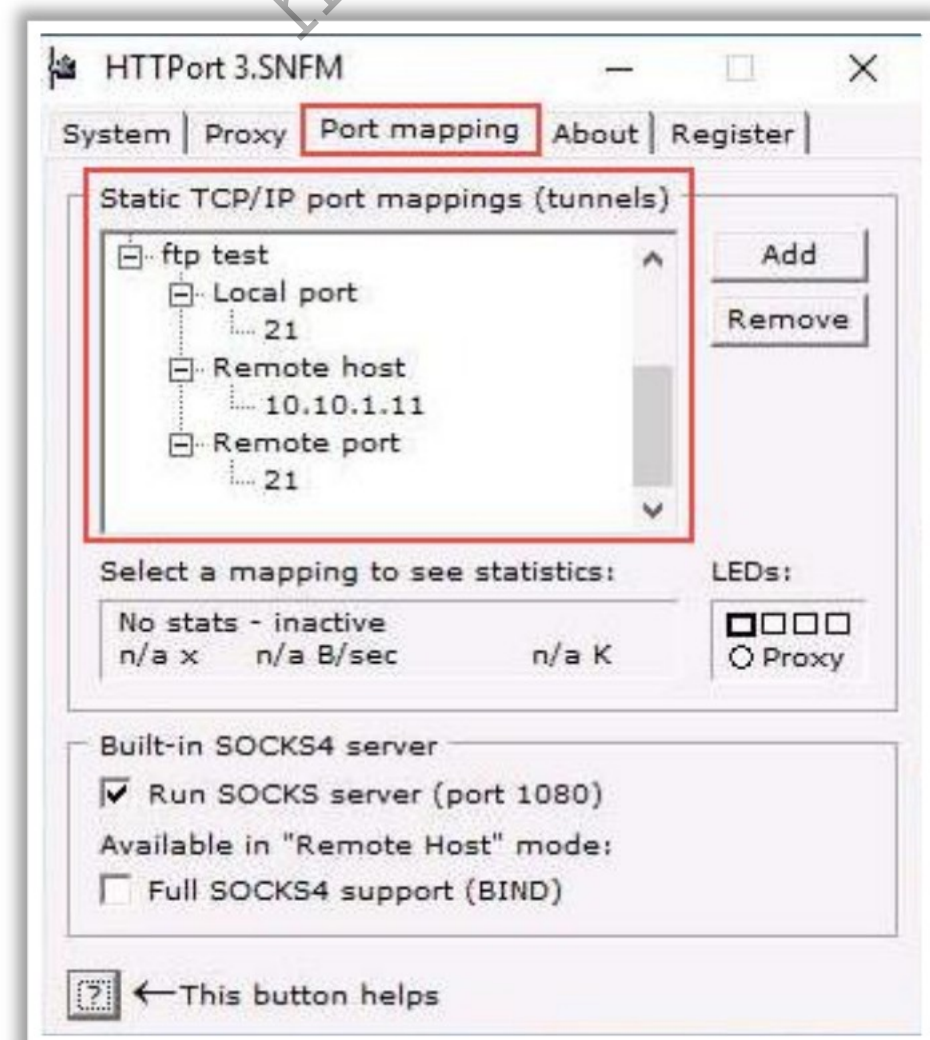 HTTPort 3.SNFM
System Proxy Port mapping About Register
Static TCP/IP port mappings (tunnels)
ftp test
Local port
21
Remote host
10.10.1.11
Remote port
21
Add
Remove
Select a mapping to see statistics:
No stats - inactive
n/a x n/a B/sec n/a K
LEDs:
Proxy
Built-in SOCKS4 server
Run SOCKS server (port 1080)
Available in "Remote Host" mode:
Full SOCKS4 support (BIND)
? ←This button helps